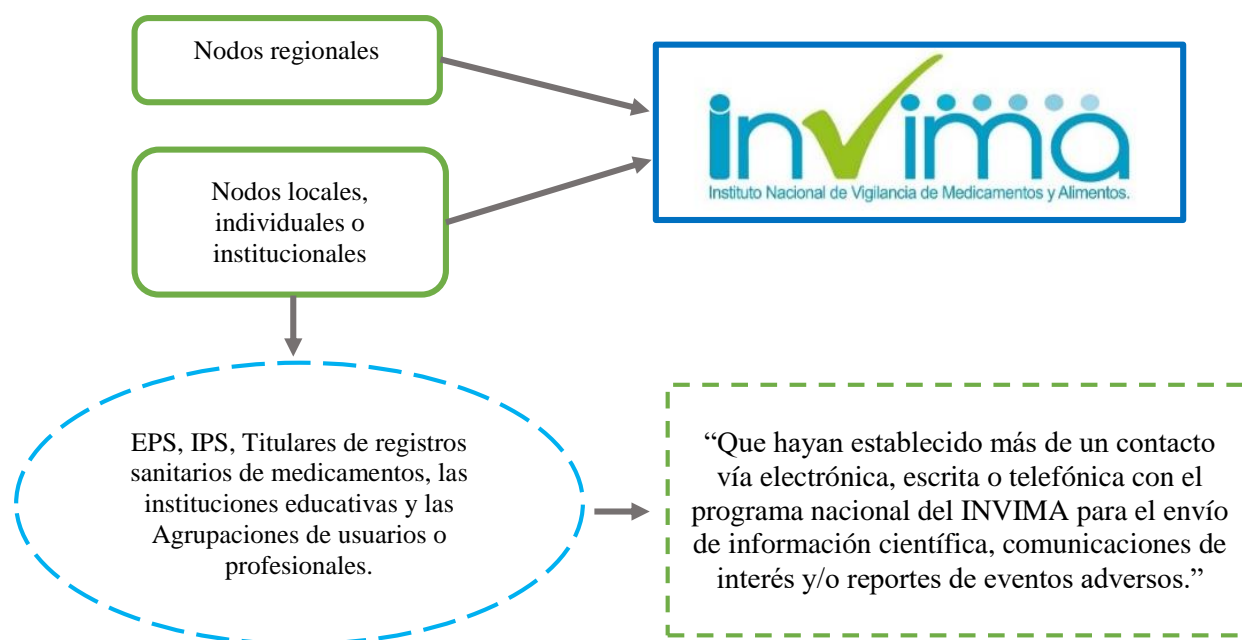 Nodos regionales
invima
Instituto Nacional de Vigilancia de Medicamentos y Alimentos.
Nodos locales,
individuales o
institucionales
EPS, IPS, Titulares de registros
sanitarios de medicamentos, las
instituciones educativas y las
Agrupaciones de usuarios o
profesionales.
“Que hayan establecido más de un contacto
vía electrónica, escrita o telefónica con el
programa nacional del INVIMA para el envío
de información científica, comunicaciones de
interés y/o reportes de eventos adversos.”